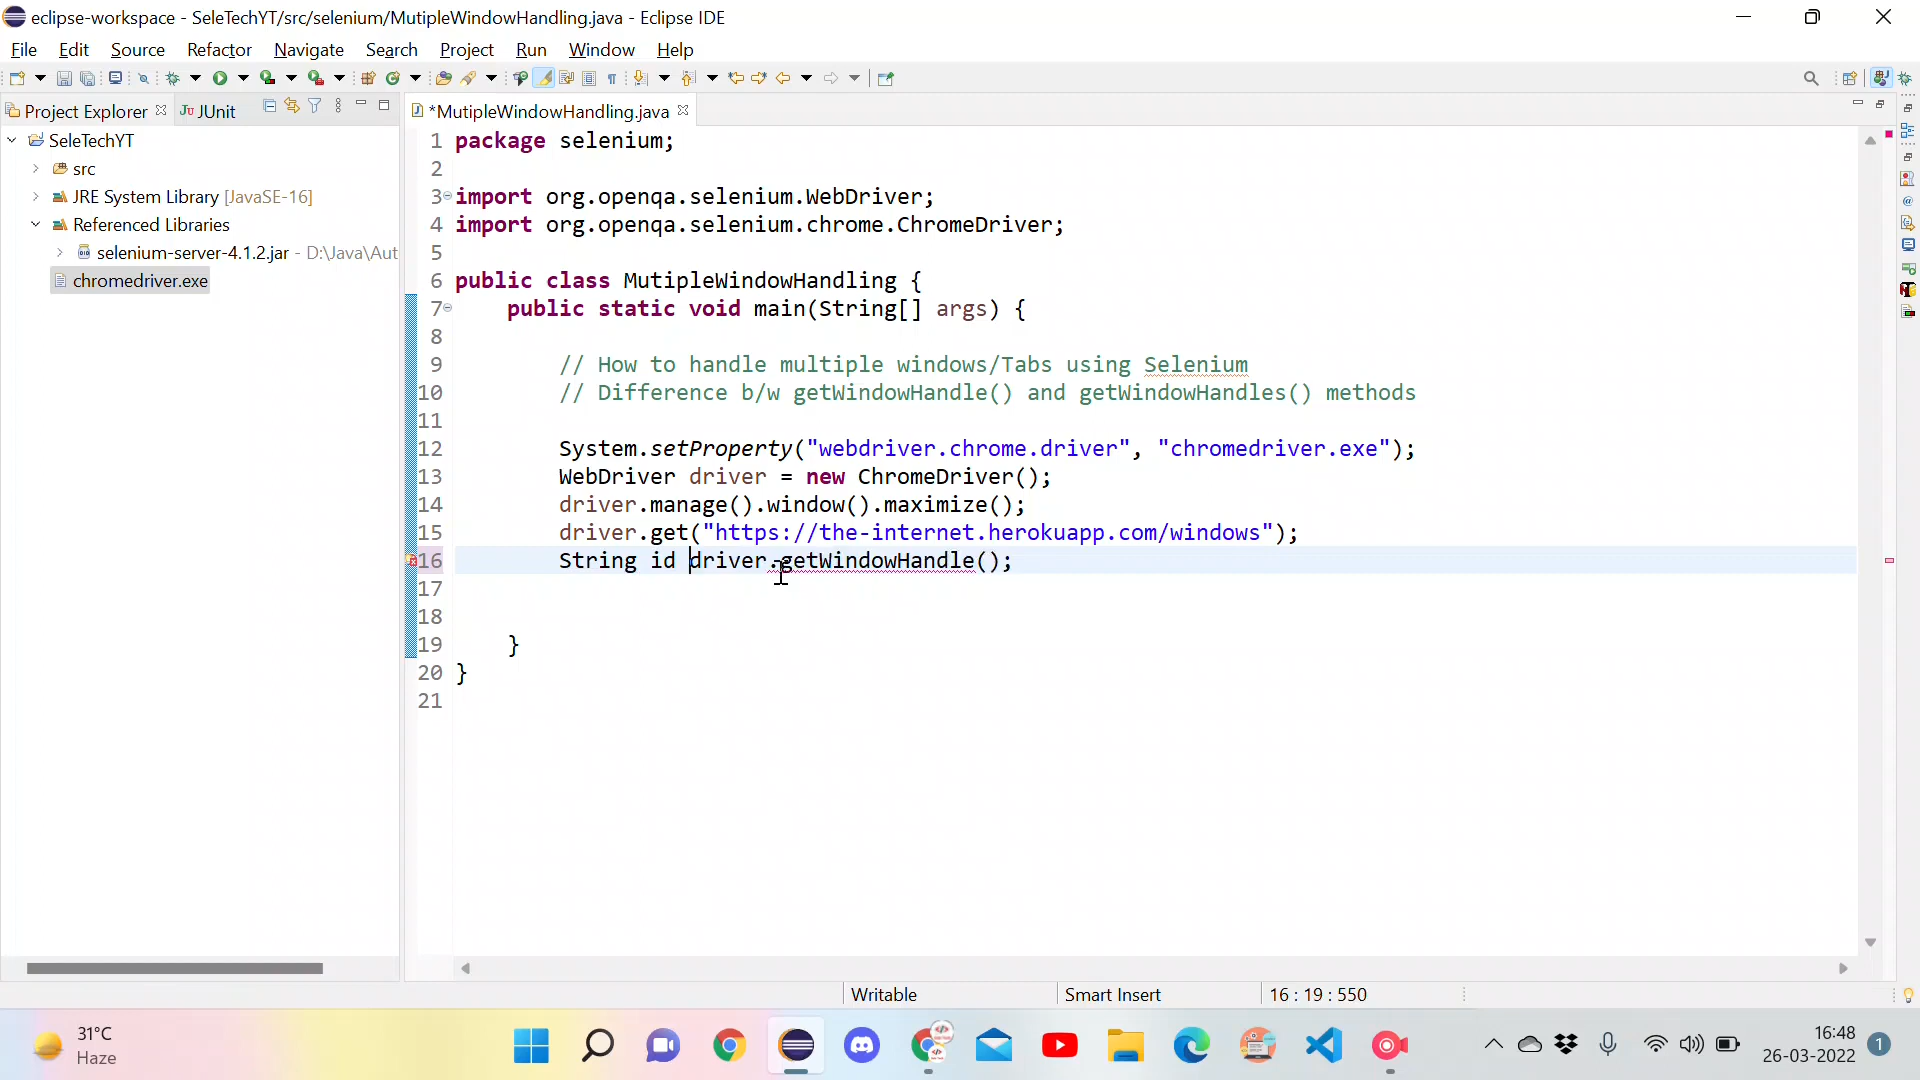 eclipse-workspace - SeleTechYT/src/selenium/MutipleWindowHandling.java - Eclipse IDE
File Edit Source Refactor Navigate Search Project Run Window Help
Project Explorer JUnit
*MutipleWindowHandling.java
SeleTechYT
src
JRE System Library [JavaSE-16]
Referenced Libraries
selenium-server-4.1.2.jar - D:\Java\Aut
chromedriver.exe
1 package selenium;
2
3 import org.openqa.selenium.WebDriver;
4 import org.openqa.selenium.chrome.ChromeDriver;
5
6 public class MutipleWindowHandling {
7 public static void main(String[] args) {
8
9 // How to handle multiple windows/Tabs using Selenium
10 // Difference b/w getWindowHandle() and getWindowHandles() methods
11
12 System.setProperty("webdriver.chrome.driver", "chromedriver.exe");
13 WebDriver driver = new ChromeDriver();
14 driver.manage().window().maximize();
15 driver.get("https://the-internet.herokuapp.com/windows");
16 String id driver.getWindowHandle();
17
18
19 }
20 }
21
Writable Smart Insert 16 : 19 : 550
31°C
Haze
16:48
26-03-2022
1